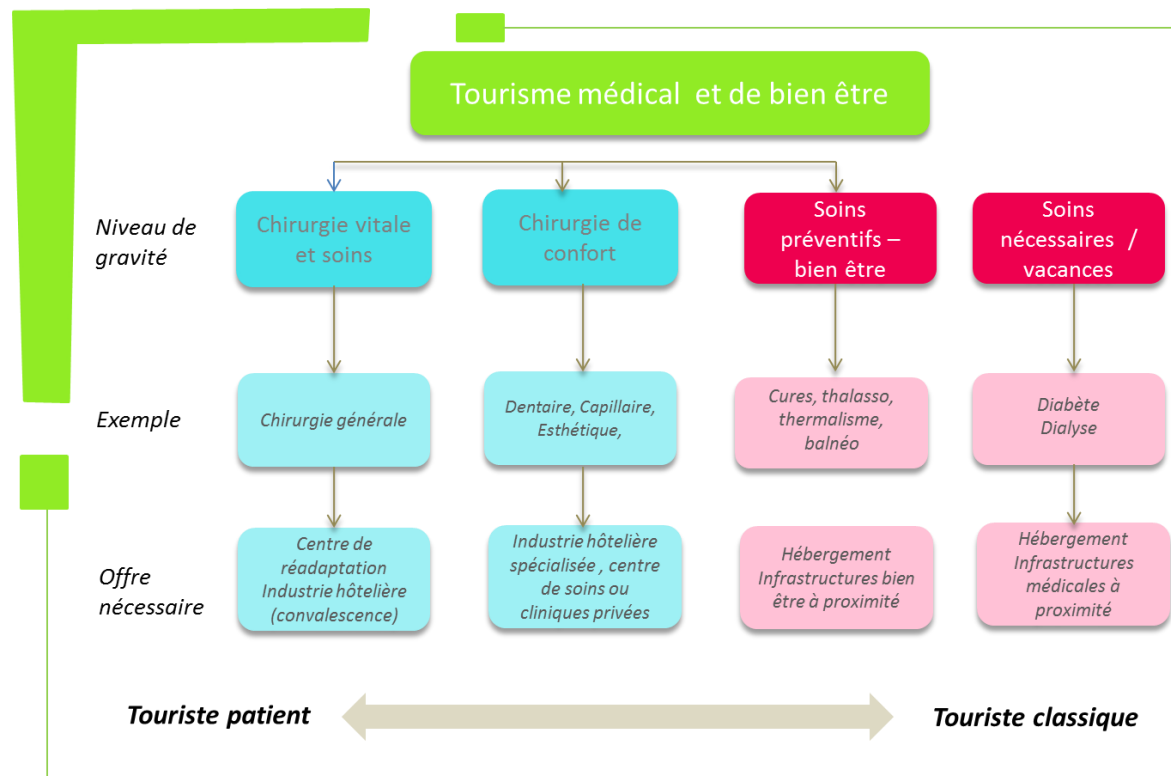 Tourisme médical et de bien être
Niveau de
gravité
Chirurgie vitale
et soins
Chirurgie de
confort
Soins
préventifs –
bien être
Soins
nécessaires /
vacances
Exemple
Chirurgie générale
Dentaire, Capillaire,
Esthétique,
Cures, thalasso,
thermalisme,
balnéo
Diabète
Dialyse
Offre
nécessaire
Centre de
réadaptation
Industrie hôtelière
(convalescence)
Industrie hôtelière
spécialisée , centre
de soins ou
cliniques privées
Hébergement
Infrastructures bien
être à proximité
Hébergement
Infrastructures
médicales à
proximité
Touriste patient
Touriste classique